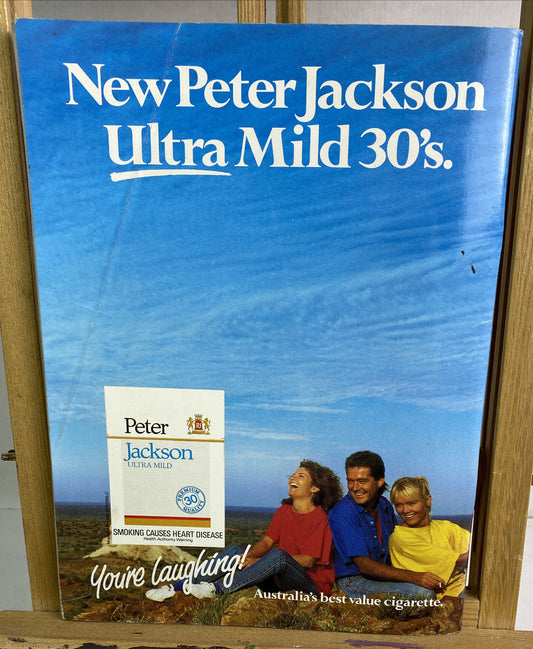 New Peter Jackson
Ultra Mild 30's.
Peter
Jackson
ULTRA MILD
PREMIUM
30
QUALITY
SMOKING CAUSES HEART DISEASE
Health Authority Warning
You're laughing!
Australia's best value cigarette.